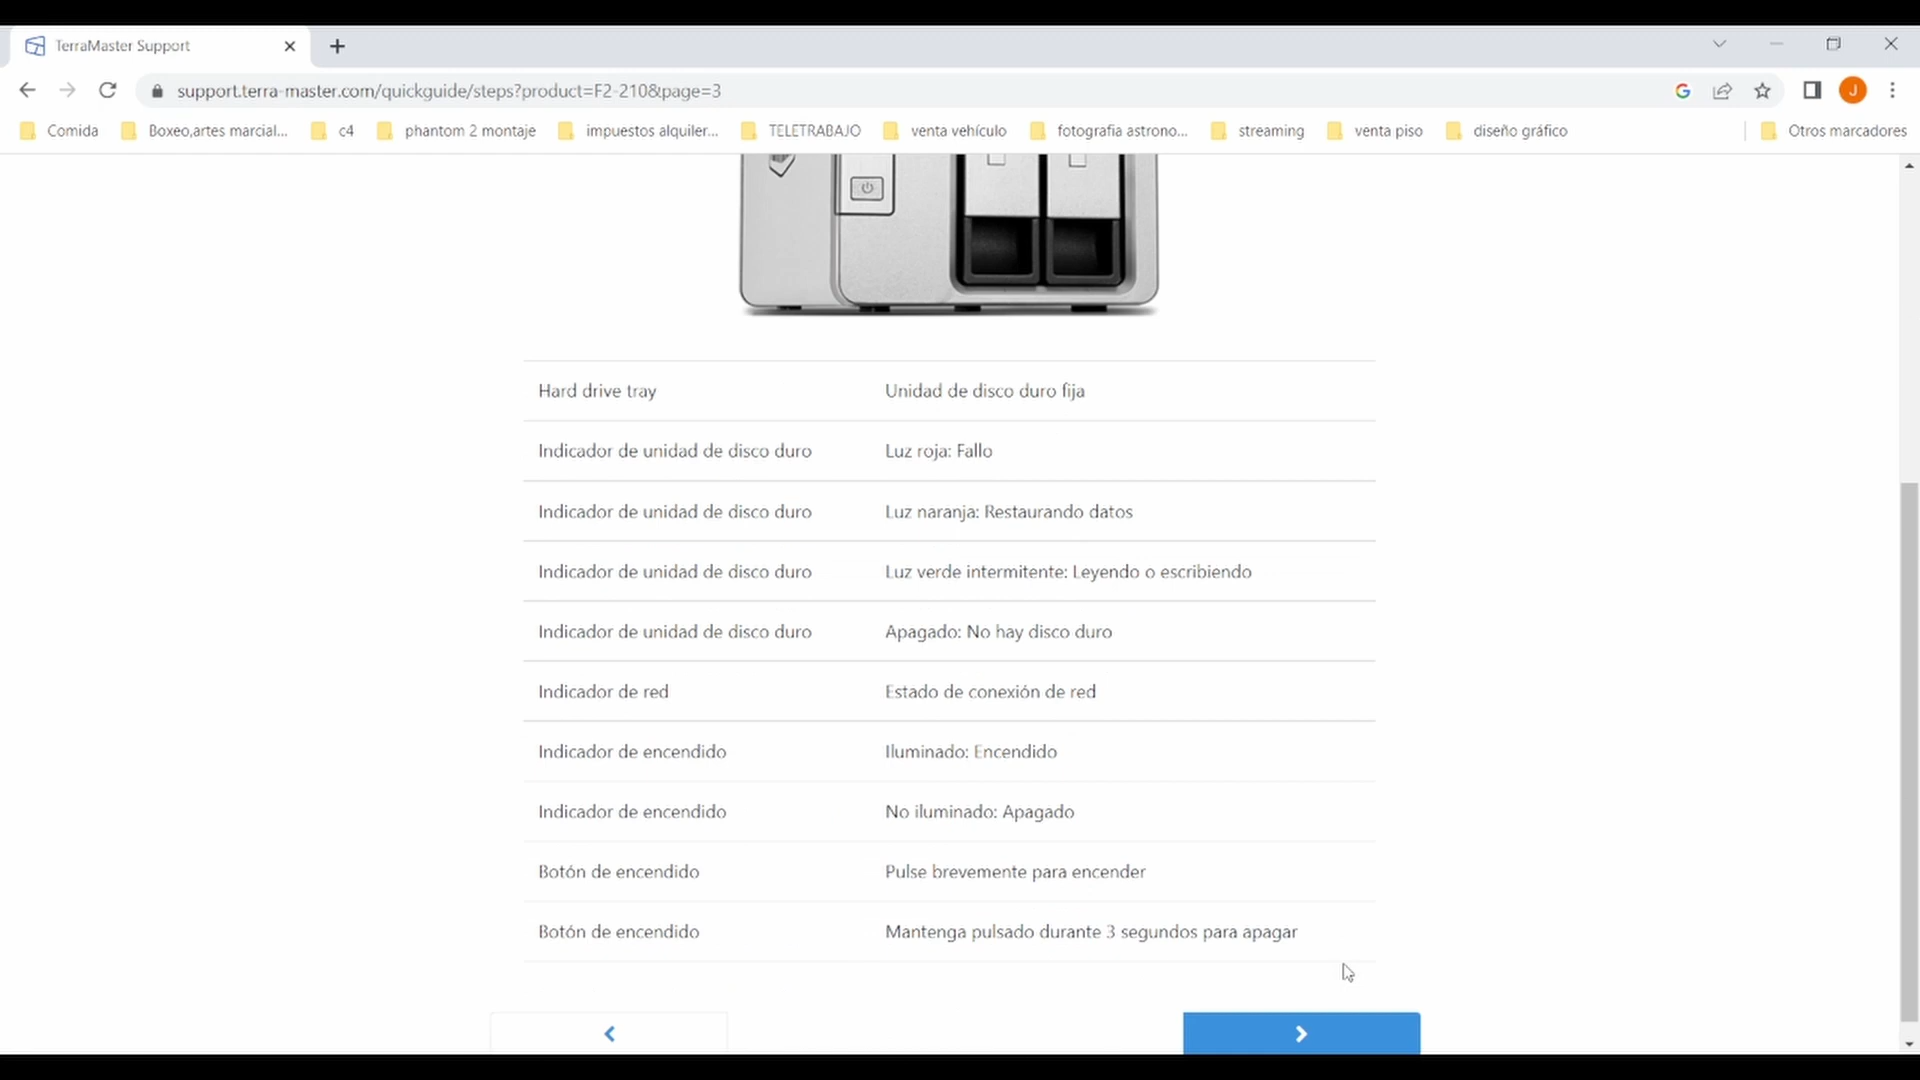 TerraMaster Support
support.terra-master.com/quickguide/steps?product=F2-210&page=3
J
Comida
Boxeo,artes marcial...
c4
phantom 2 montaje
impuestos alquiler...
TELETRABAJO
venta vehículo
fotografia astrono...
streaming
venta piso
diseño gráfico
Otros marcadores
Hard drive tray Unidad de disco duro fija
Indicador de unidad de disco duro Luz roja: Fallo
Indicador de unidad de disco duro Luz naranja: Restaurando datos
Indicador de unidad de disco duro Luz verde intermitente: Leyendo o escribiendo
Indicador de unidad de disco duro Apagado: No hay disco duro
Indicador de red Estado de conexión de red
Indicador de encendido Iluminado: Encendido
Indicador de encendido No iluminado: Apagado
Botón de encendido Pulse brevemente para encender
Botón de encendido Mantenga pulsado durante 3 segundos para apagar